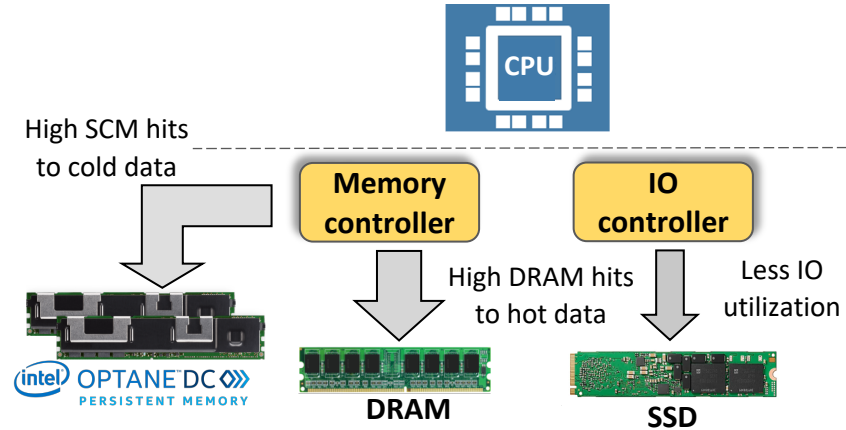 CPU
High SCM hits
to cold data
Memory
controller
IO
controller
High DRAM hits
to hot data
Less IO
utilization
intel OPTANE DC
PERSISTENT MEMORY
DRAM
SSD